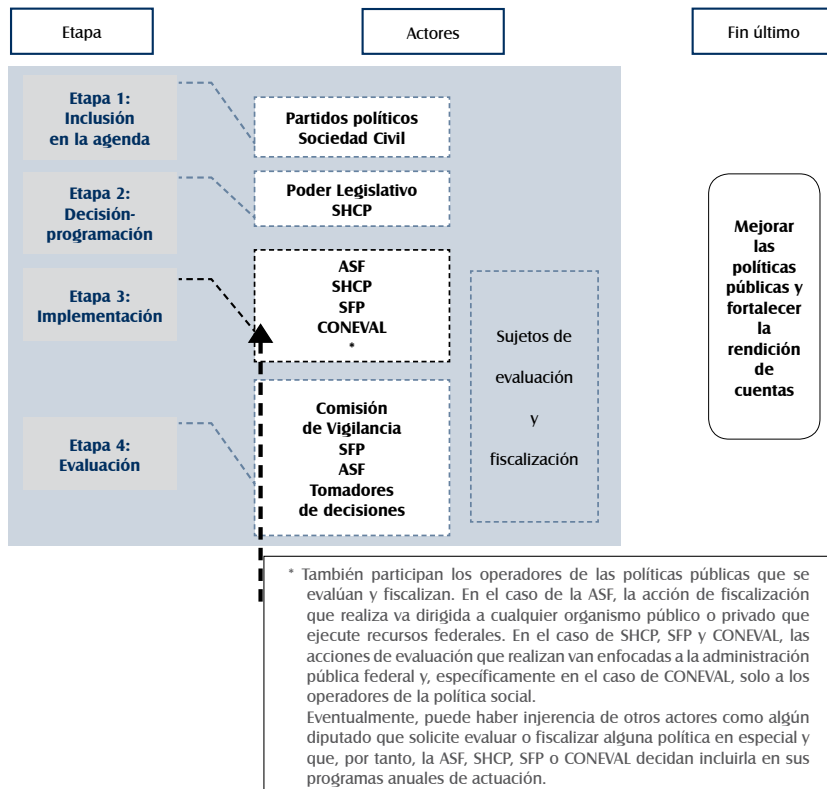 Etapa
Actores
Fin último
Etapa 1:
Inclusión
en la agenda
Partidos políticos
Sociedad Civil
Etapa 2:
Decisión-
programación
Poder Legislativo
SHCP
Etapa 3:
Implementación
ASF
SHCP
SFP
CONEVAL
*
Etapa 4:
Evaluación
Comisión
de Vigilancia
SFP
ASF
Tomadores
de decisiones
Sujetos de
evaluación
y
fiscalización
Mejorar
las
políticas
públicas y
fortalecer
la
rendición
de
cuentas
* También participan los operadores de las políticas públicas que se
evalúan y fiscalizan. En el caso de la ASF, la acción de fiscalización
que realiza va dirigida a cualquier organismo público o privado que
ejecute recursos federales. En el caso de SHCP, SFP y CONEVAL, las
acciones de evaluación que realizan van enfocadas a la administración
pública federal y, específicamente en el caso de CONEVAL, solo a los
operadores de la política social.
Eventualmente, puede haber injerencia de otros actores como algún
diputado que solicite evaluar o fiscalizar alguna política en especial y
que, por tanto, la ASF, SHCP, SFP o CONEVAL decidan incluirla en sus
programas anuales de actuación.